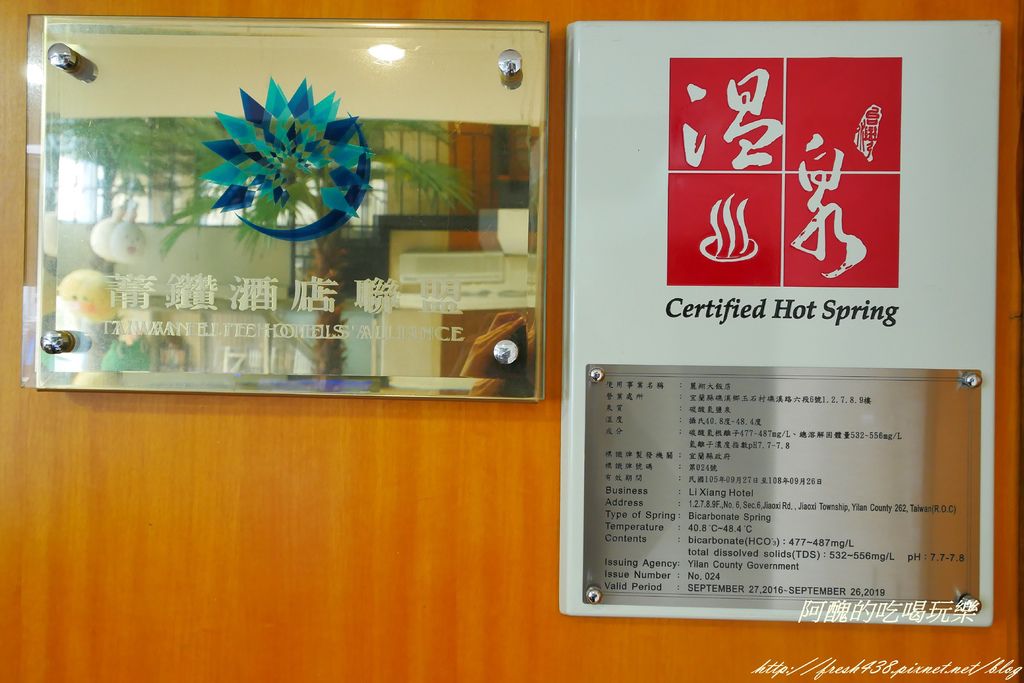 菁鑽酒店聯盟
TAIWAN ELITE HOTELS' ALLIANCE
溫泉
台灣
Certified Hot Spring
使用事業名稱 : 麗翔大飯店
營業處所 : 宜蘭縣礁溪鄉玉石村礁溪路六段6號1.2.7.8.9樓
泉質 : 碳酸氫鹽泉
溫度 : 攝氏40.8度-48.4度
成分 : 碳酸氫根離子477-487mg/L、總溶解固體量532-556mg/L
氫離子濃度指數pH7.7-7.8
標識牌製發機關 : 宜蘭縣政府
標識牌號碼 : 第024號
有效期間 : 民國105年09月27日至108年09月26日
Business : Li Xiang Hotel
Address : 1.2.7.8.9F.,No. 6, Sec.6,Jiaoxi Rd., Jiaoxi Township, Yilan County 262, Taiwan(R.O.C)
Type of Spring : Bicarbonate Spring
Temperature : 40.8℃~48.4℃
Contents : bicarbonate(HCO₃⁻) : 477~487mg/L
total dissolved solids(TDS) : 532~556mg/L pH : 7.7-7.8
Issuing Agency : Yilan County Government
Issue Number : No. 024
Valid Period : SEPTEMBER 27,2016~SEPTEMBER 26,2019
阿醜的吃喝玩樂
http://fresh438.pixnet.net/blog